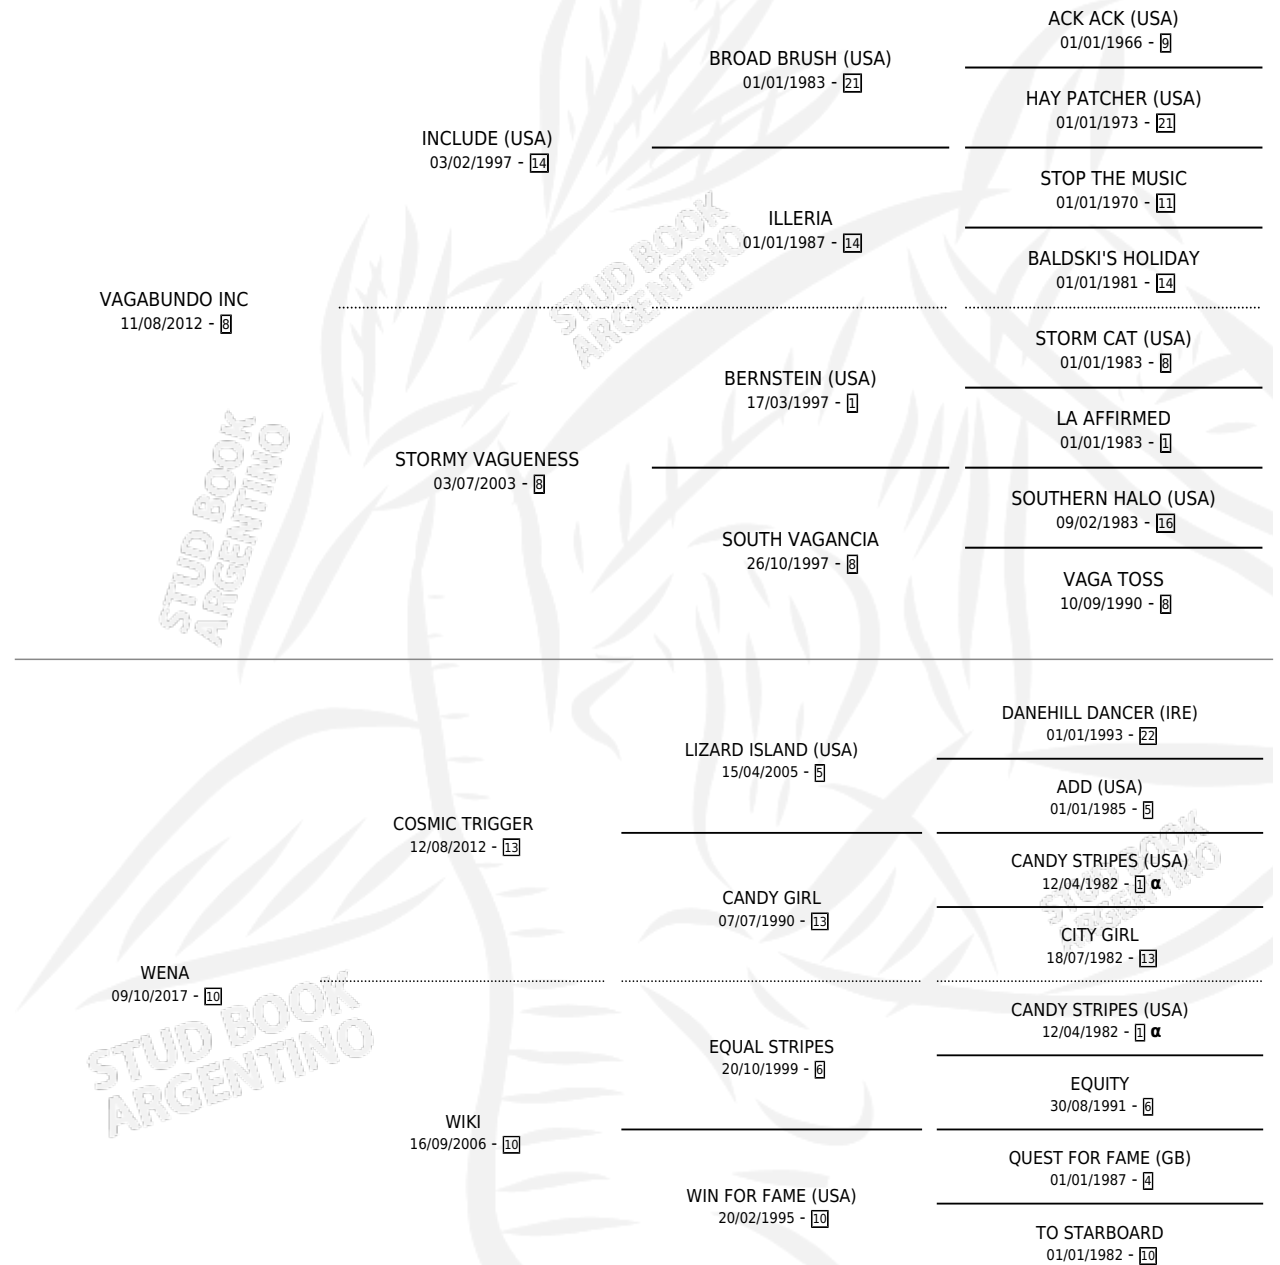 ACK ACK (USA)
01/01/1966 - 9
BROAD BRUSH (USA)
01/01/1983 - 21
HAY PATCHER (USA)
01/01/1973 - 21
INCLUDE (USA)
03/02/1997 - 14
STOP THE MUSIC
01/01/1970 - 11
ILLERIA
01/01/1987 - 14
BALDSKI'S HOLIDAY
01/01/1981 - 14
VAGABUNDO INC
11/08/2012 - 8
STORM CAT (USA)
01/01/1983 - 8
BERNSTEIN (USA)
17/03/1997 - 1
LA AFFIRMED
01/01/1983 - 1
STORMY VAGUENESS
03/07/2003 - 8
SOUTHERN HALO (USA)
09/02/1983 - 16
SOUTH VAGANCIA
26/10/1997 - 8
VAGA TOSS
10/09/1990 - 8
DANEHILL DANCER (IRE)
01/01/1993 - 22
LIZARD ISLAND (USA)
15/04/2005 - 5
ADD (USA)
01/01/1985 - 5
COSMIC TRIGGER
12/08/2012 - 13
CANDY STRIPES (USA)
12/04/1982 - 1 α
CANDY GIRL
07/07/1990 - 13
CITY GIRL
18/07/1982 - 13
WENA
09/10/2017 - 10
CANDY STRIPES (USA)
12/04/1982 - 1 α
EQUAL STRIPES
20/10/1999 - 6
EQUITY
30/08/1991 - 6
WIKI
16/09/2006 - 10
QUEST FOR FAME (GB)
01/01/1987 - 4
WIN FOR FAME (USA)
20/02/1995 - 10
TO STARBOARD
01/01/1982 - 10
STUD BOOK
ARGENTINO
STUD BOOK
ARGENTINO
STUD BOOK
ARGENTINO
STUD BOOK
ARGENTINO